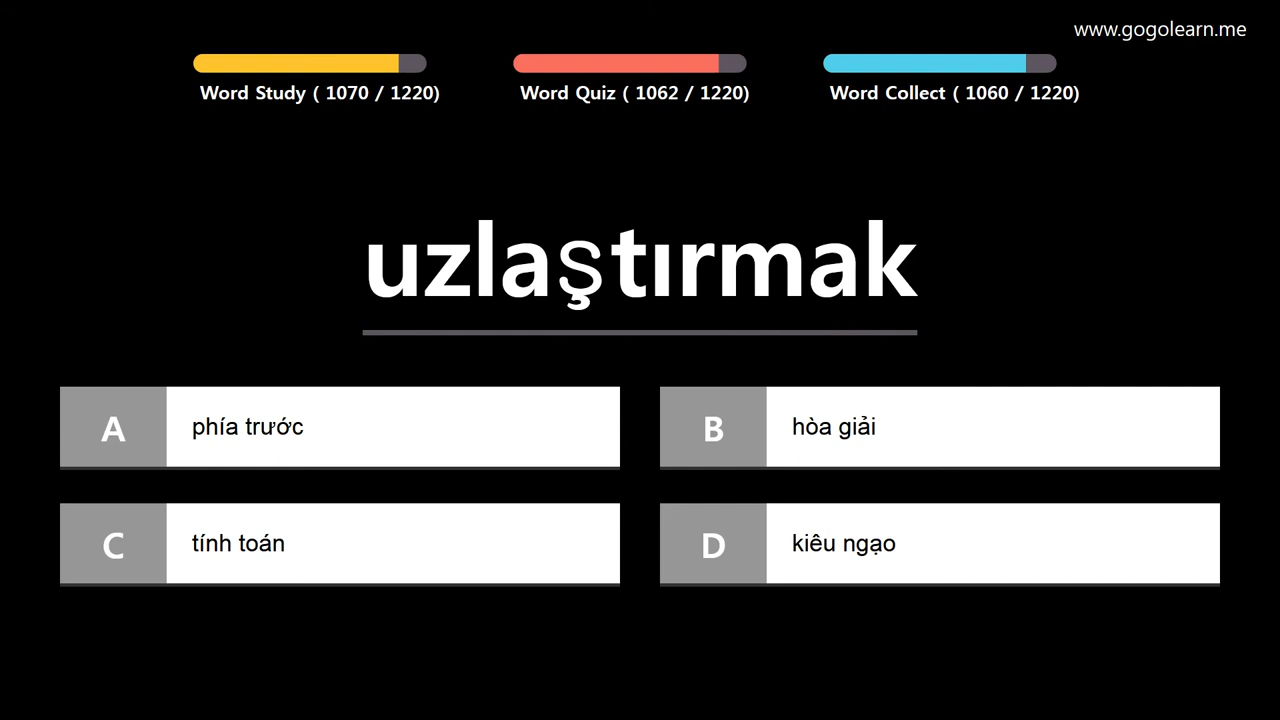 www.gogolearn.me
Word Study ( 1070 / 1220)
Word Quiz ( 1062 / 1220)
Word Collect ( 1060 / 1220)
uzlaştırmak
A phía trước
B hòa giải
C tính toán
D kiêu ngạo